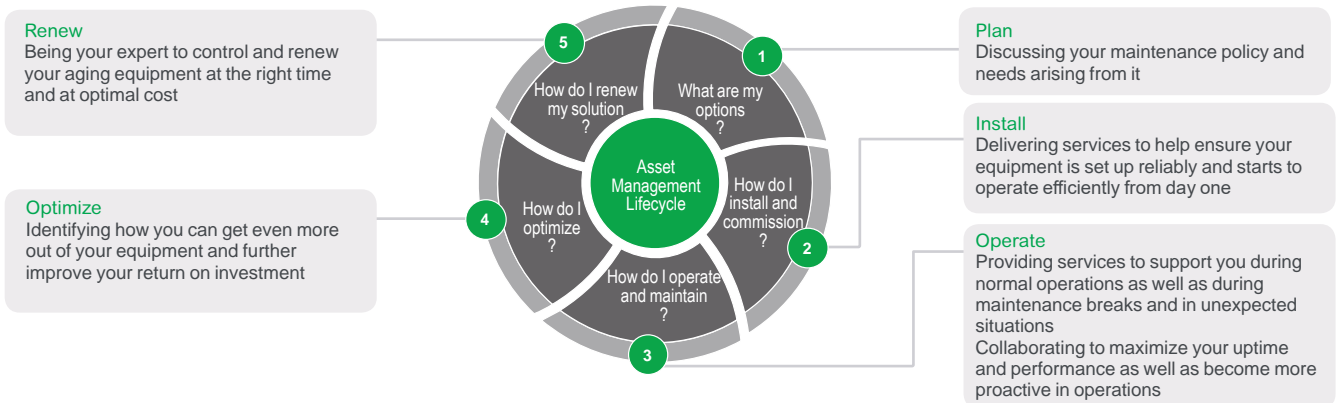 Renew
Being your expert to control and renew
your aging equipment at the right time
and at optimal cost
Optimize
Identifying how you can get even more
out of your equipment and further
improve your return on investment
5
How do I renew
my solution
?
1
What are my
options
?
Asset
Management
Lifecycle
How do I
install and
commission
?
2
4
How do I
optimize
?
How do I operate
and maintain
?
3
Plan
Discussing your maintenance policy and
needs arising from it
Install
Delivering services to help ensure your
equipment is set up reliably and starts to
operate efficiently from day one
Operate
Providing services to support you during
normal operations as well as during
maintenance breaks and in unexpected
situations
Collaborating to maximize your uptime
and performance as well as become more
proactive in operations